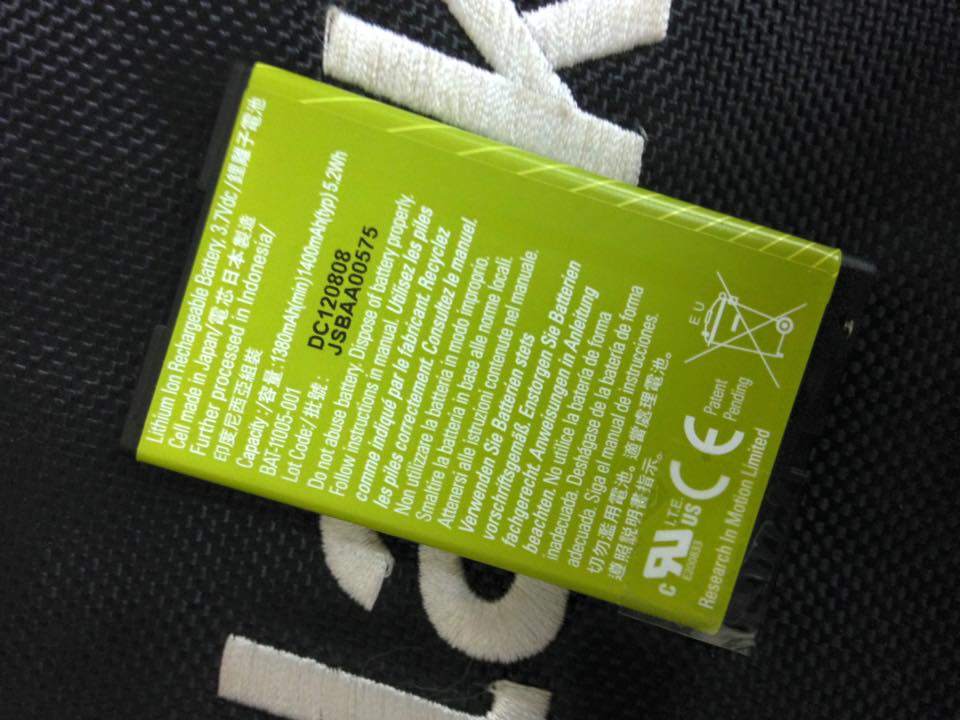 Lithium Ion Rechargeable Battery, 3.7Vdc/鋰離子電池
Cell made in Japan/電芯日本製造
Further processed in Indonesia/
印度尼西亞組裝
Capacity:/容量:1380mAh(min)1400mAh(typ) 5.2Wh
BAT-11005-001
Lot Code:/批號:
DC120808
JSBAA00575
Do not abuse battery. Dispose of battery properly.
Follow instructions in manual. Utilisez les piles
comme indiqué par le fabricant. Recyclez
les piles correctement. Consultez le manuel.
Non utilizzare la batteria in modo improprio.
Smaltire la batteria in base alle norme locali.
Attenersi alle istruzioni contenute nel manuale.
Verwenden Sie Batterien stets
vorschriftsgemäß. Enstorgen Sie Batterien
fachgerecht. Anweisungen in Anleitung
beachten. No utilice la batería de forma
inadecuada. Deshágase de la batería de forma
adecuada. Siga el manual de instrucciones.
切勿濫用電池。適當處理電池。
遵照說明書指示。
EU
c RU US
LTE
CE
Patent
Pending
Research In Motion Limited